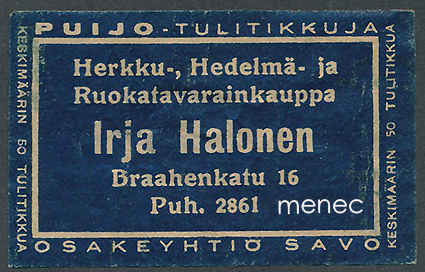 PUIJO-TULITIKKUJA
KESKIMÄÄRIN 50 TULITIKKUA
Herkku-, Hedelmä- ja
Ruokatavarainkauppa
Irja Halonen
Braahenkatu 16
Puh. 2861
menec
KESKIMÄÄRIN 50 TULITIKKUA
OSAKEYHTIÖ SAVO